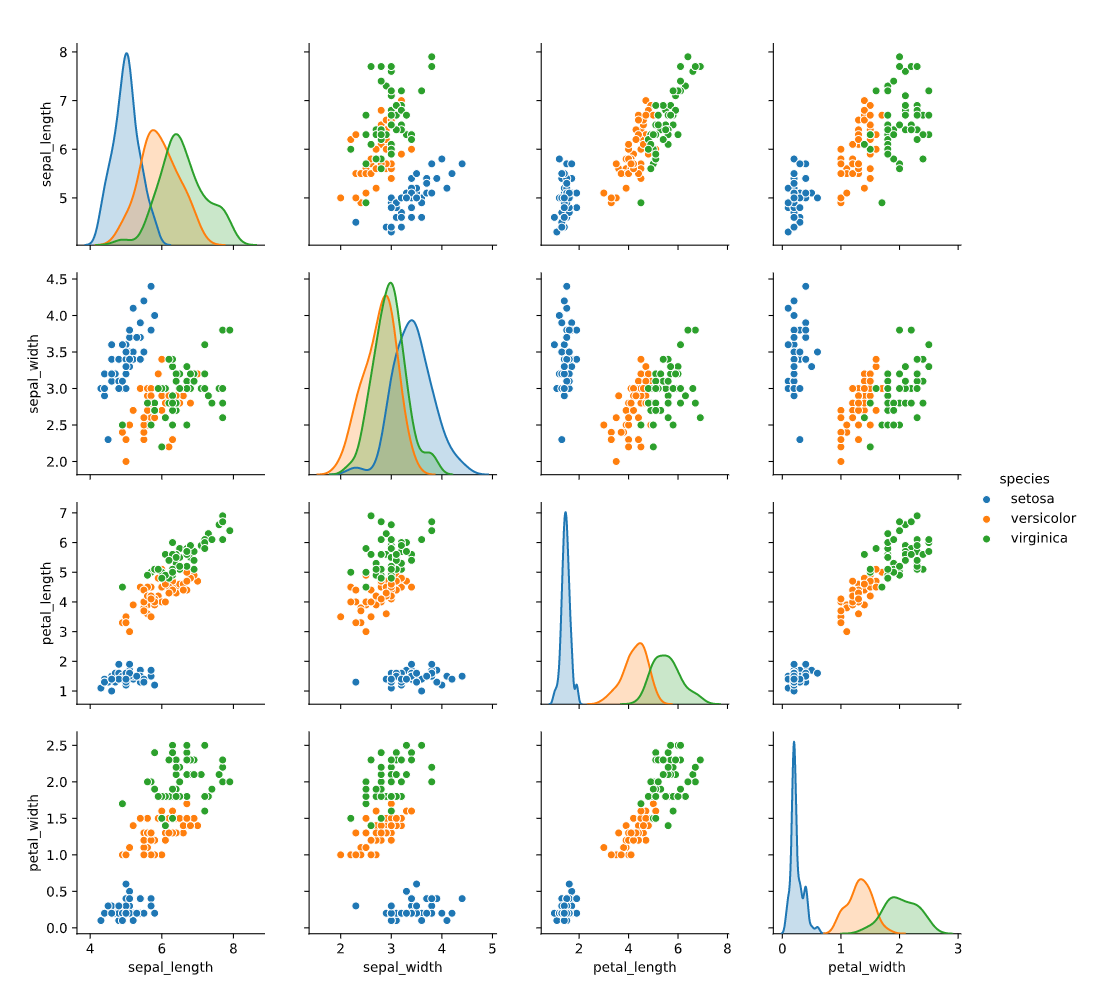 8
7
6
5
sepal_length
4.5
4.0
3.5
3.0
2.5
2.0
sepal_width
species
setosa
versicolor
virginica
7
6
5
4
3
2
1
petal_length
2.5
2.0
1.5
1.0
0.5
0.0
petal_width
4 6 8
2 3 4 5
2 4 6 8
0 1 2 3
sepal_length
sepal_width
petal_length
petal_width